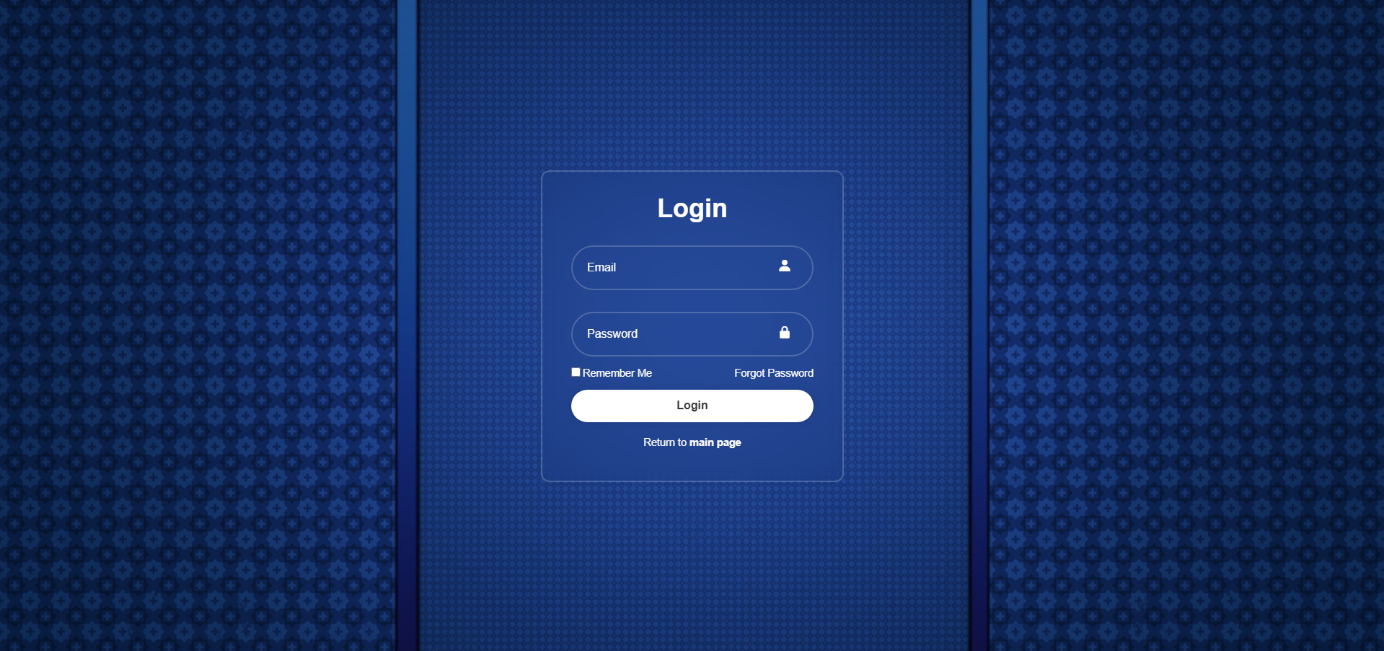 Login
Email
Password
Remember Me Forgot Password
Login
Return to main page